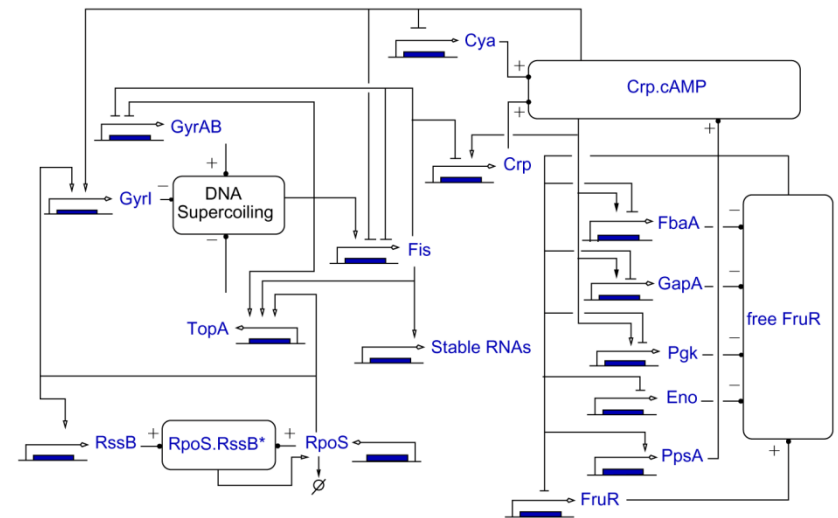 Cya
+
Crp.cAMP
+
+
GyrAB
+
Crp
GyrI
−
DNA
Supercoiling
−
Fis
FbaA
−
GapA
−
free FruR
TopA
Stable RNAs
Pgk
−
Eno
−
RssB
+
RpoS.RssB*
+
RpoS
PpsA
+
FruR